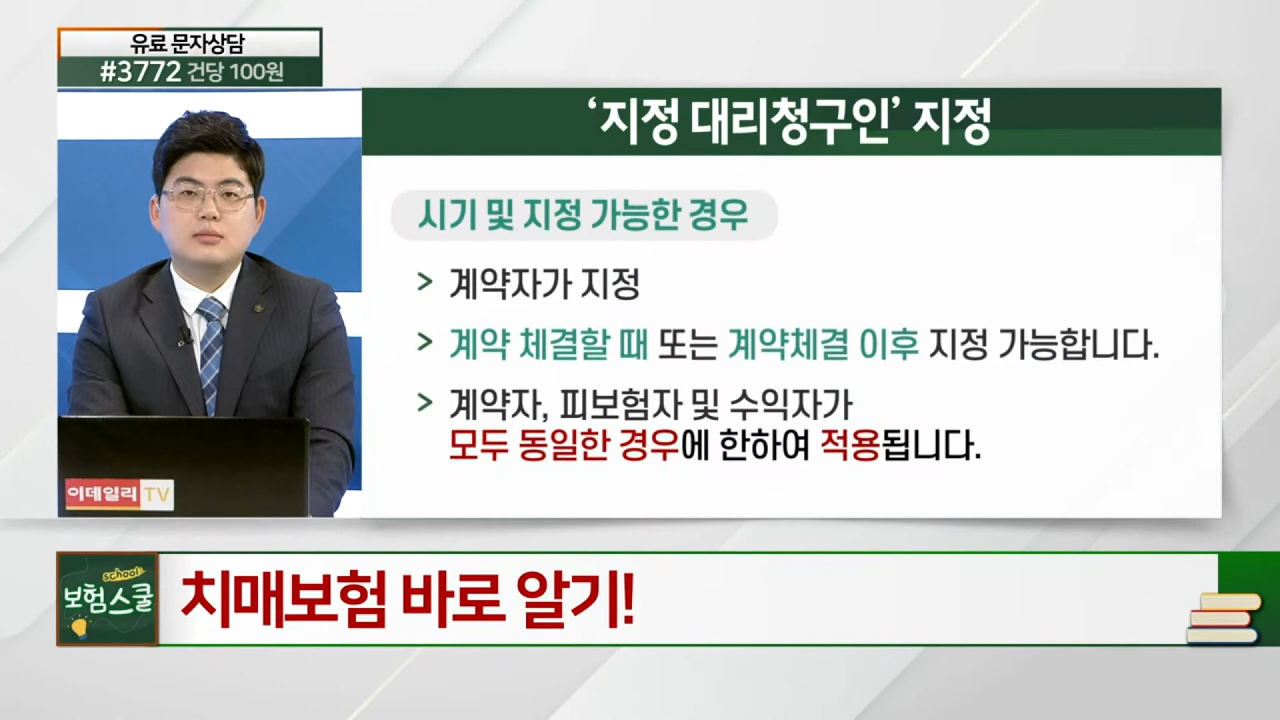 유료 문자상담
#3772 건당 100원
‘지정 대리청구인’ 지정
시기 및 지정 가능한 경우
> 계약자가 지정
> 계약 체결할 때 또는 계약체결 이후 지정 가능합니다.
> 계약자, 피보험자 및 수익자가
모두 동일한 경우에 한하여 적용됩니다.
이데일리 TV
school
보험스쿨
치매보험 바로 알기!